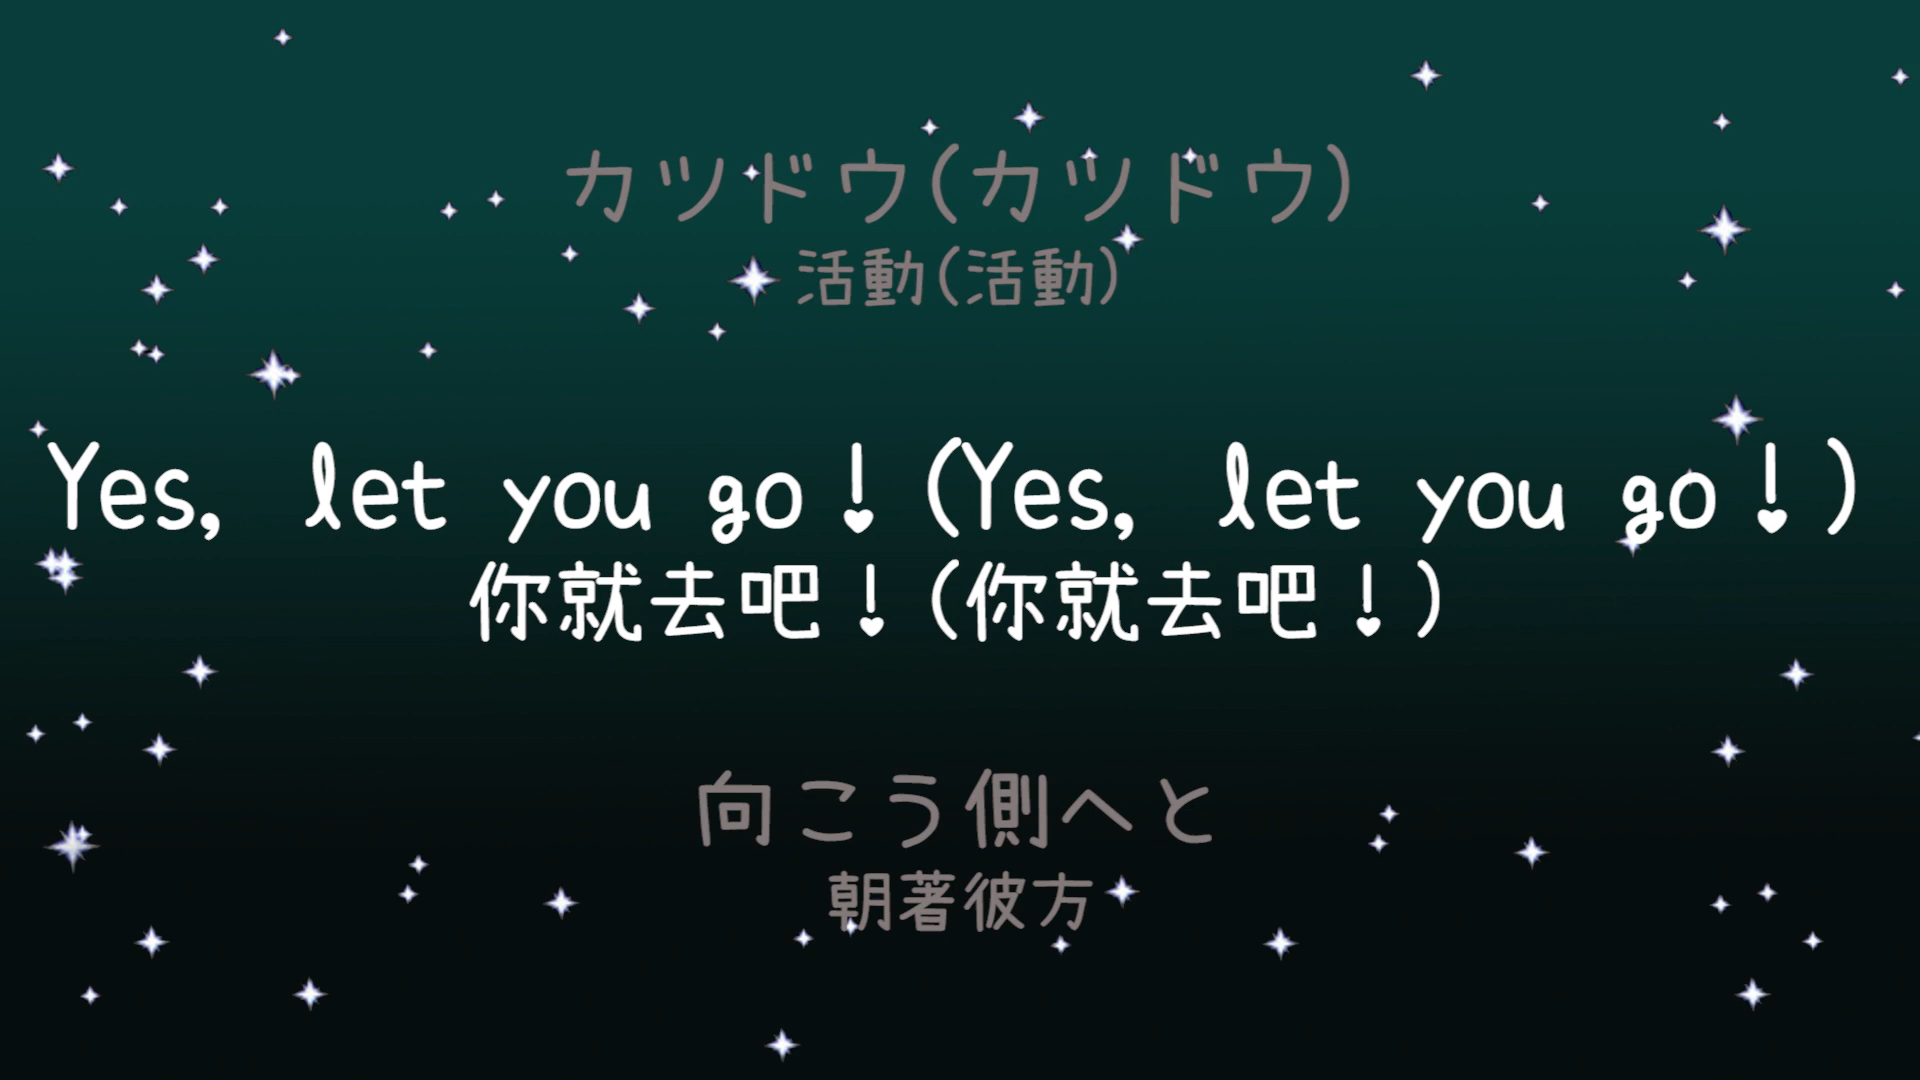 カツドウ(カツドウ)
活動(活動)
Yes, let you go！(Yes, let you go！)
你就去吧！(你就去吧！)
向こう側へと
朝著彼方